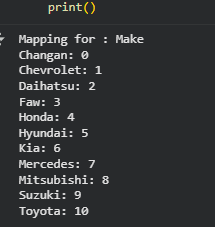 print()
Mapping for : Make
Changan: 0
Chevrolet: 1
Daihatsu: 2
Faw: 3
Honda: 4
Hyundai: 5
Kia: 6
Mercedes: 7
Mitsubishi: 8
Suzuki: 9
Toyota: 10